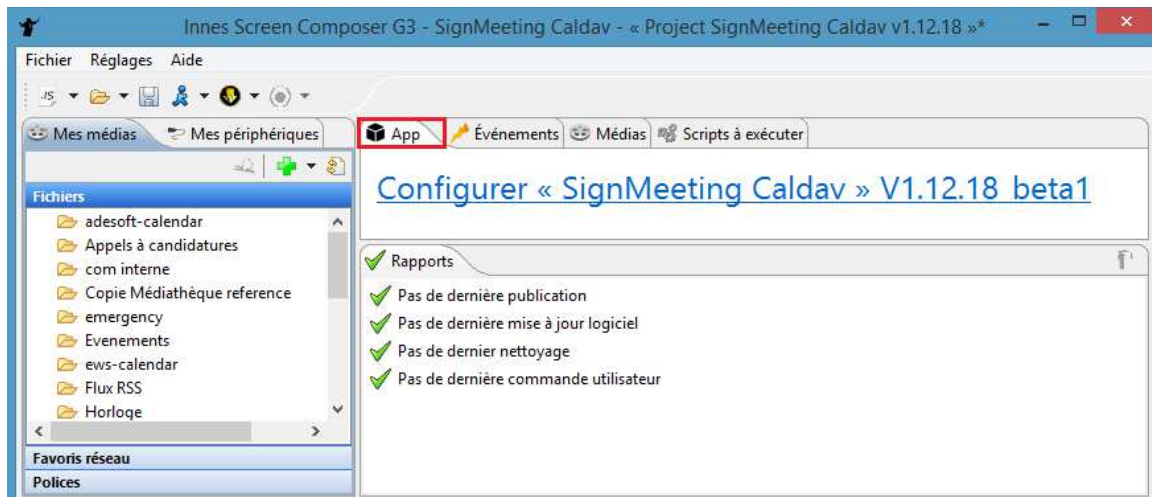 Innes Screen Composer G3 - SignMeeting Caldav - « Project SignMeeting Caldav v1.12.18 »*
Fichier Réglages Aide
JS
Mes médias Mes périphériques
App Événements Médias Scripts à exécuter
Fichiers
adesoft-calendar
Appels à candidatures
com interne
Copie Médiathèque reference
emergency
Evenements
ews-calendar
Flux RSS
Horloge
Favoris réseau
Polices
Configurer « SignMeeting Caldav » V1.12.18 beta1
Rapports
Pas de dernière publication
Pas de dernière mise à jour logiciel
Pas de dernier nettoyage
Pas de dernière commande utilisateur